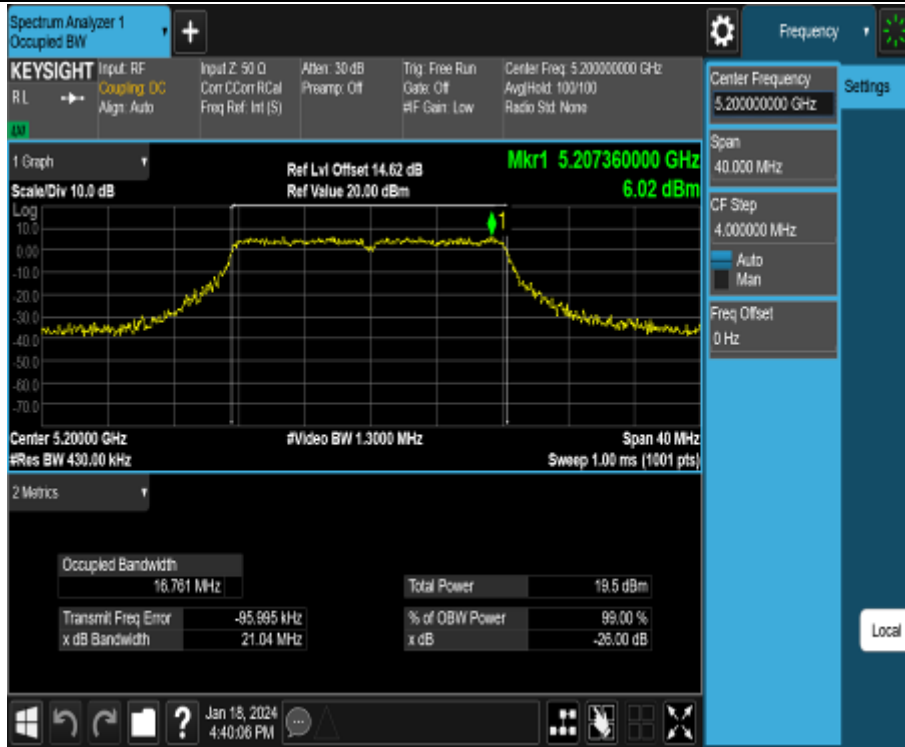 Spectrum Analyzer 1
Occupied BW
Frequency
KEYSIGHT
RL
Input: RF
Coupling: DC
Align: Auto
Input Z: 50 Ω
Corr CCorr RCal
Freq Ref: Int (S)
Atten: 30 dB
Preamp: Off
Trig: Free Run
Gate: Off
#IF Gain: Low
Center Freq: 5.200000000 GHz
Avg|Hold: 100/100
Radio Std: None
Center Frequency
5.200000000 GHz
Settings
Span
40.000 MHz
CF Step
4.000000 MHz
Auto
Man
Freq Offset
0 Hz
1 Graph
Scale/Div 10.0 dB
Ref Lvl Offset 14.62 dB
Ref Value 20.00 dBm
Mkr1 5.207360000 GHz
6.02 dBm
Log
10.0
0.00
-10.0
-20.0
-30.0
-40.0
-50.0
-60.0
-70.0
1
Center 5.20000 GHz
#Res BW 430.00 kHz
#Video BW 1.3000 MHz
Span 40 MHz
Sweep 1.00 ms (1001 pts)
2 Metrics
Occupied Bandwidth
16.761 MHz
Total Power 19.5 dBm
Transmit Freq Error -95.995 kHz
% of OBW Power 99.00 %
x dB Bandwidth 21.04 MHz
x dB -26.00 dB
Local
Jan 18, 2024
4:40:06 PM